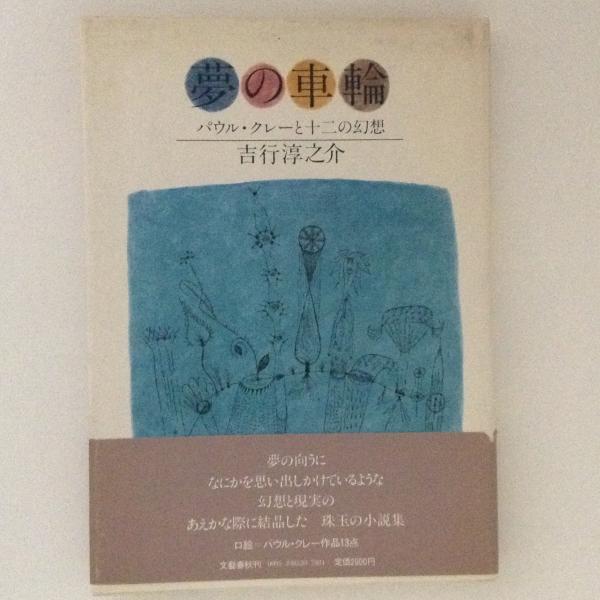 夢の車輪
パウル・クレーと十二の幻想
吉行淳之介
夢の向うに
なにかを思い出しかけているような
幻想と現実の
あえかな際に結晶した 珠玉の小説集
口絵=パウル・クレー作品13点
文藝春秋刊 定価2900円